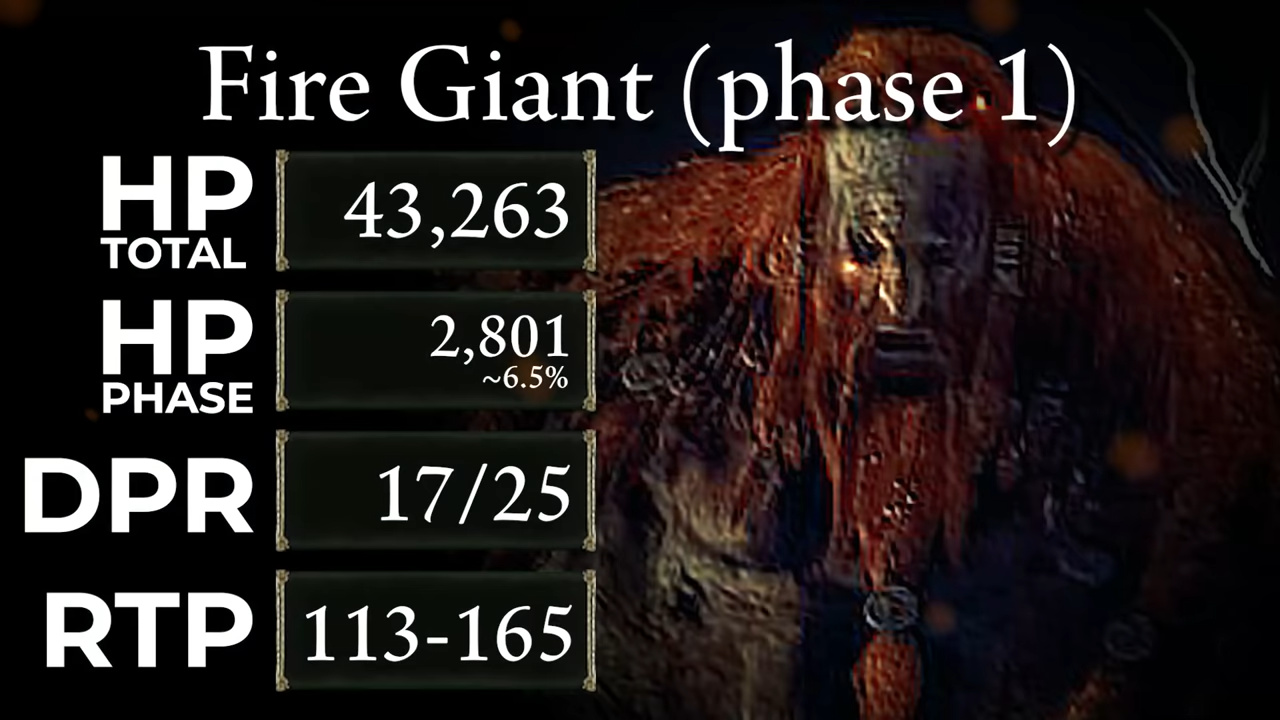 Fire Giant (phase 1)
HP
TOTAL
43,263
HP
PHASE
2,801
~6.5%
DPR
17/25
RTP
113-165